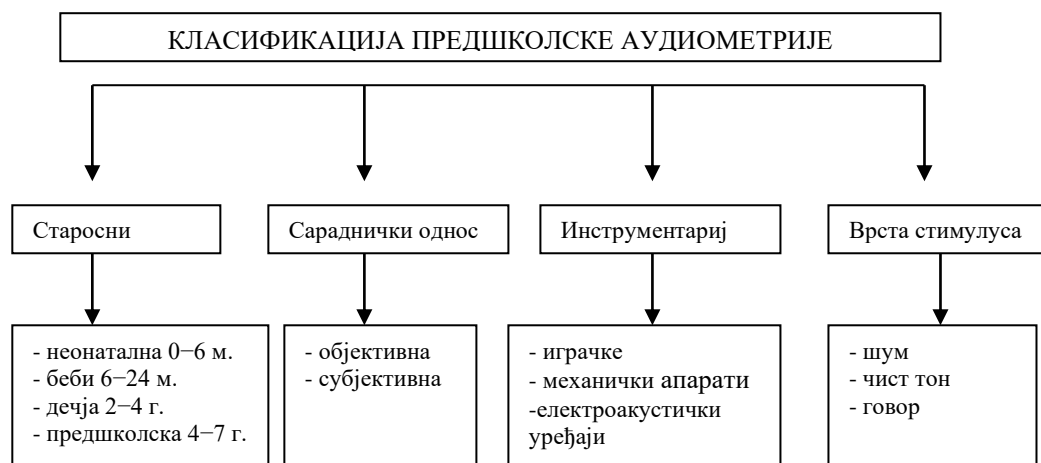 КЛАСИФИКАЦИЈА ПРЕДШКОЛСКЕ АУДИОМЕТРИЈЕ
Старосни
Сараднички однос
Инструментариј
Врста стимулуса
- неонатална 0−6 м.
- беби 6−24 м.
- дечја 2−4 г.
- предшколска 4−7 г.
- објективна
- субјективна
- играчке
- механички апарати
-електроакустички
уређаји
- шум
- чист тон
- говор